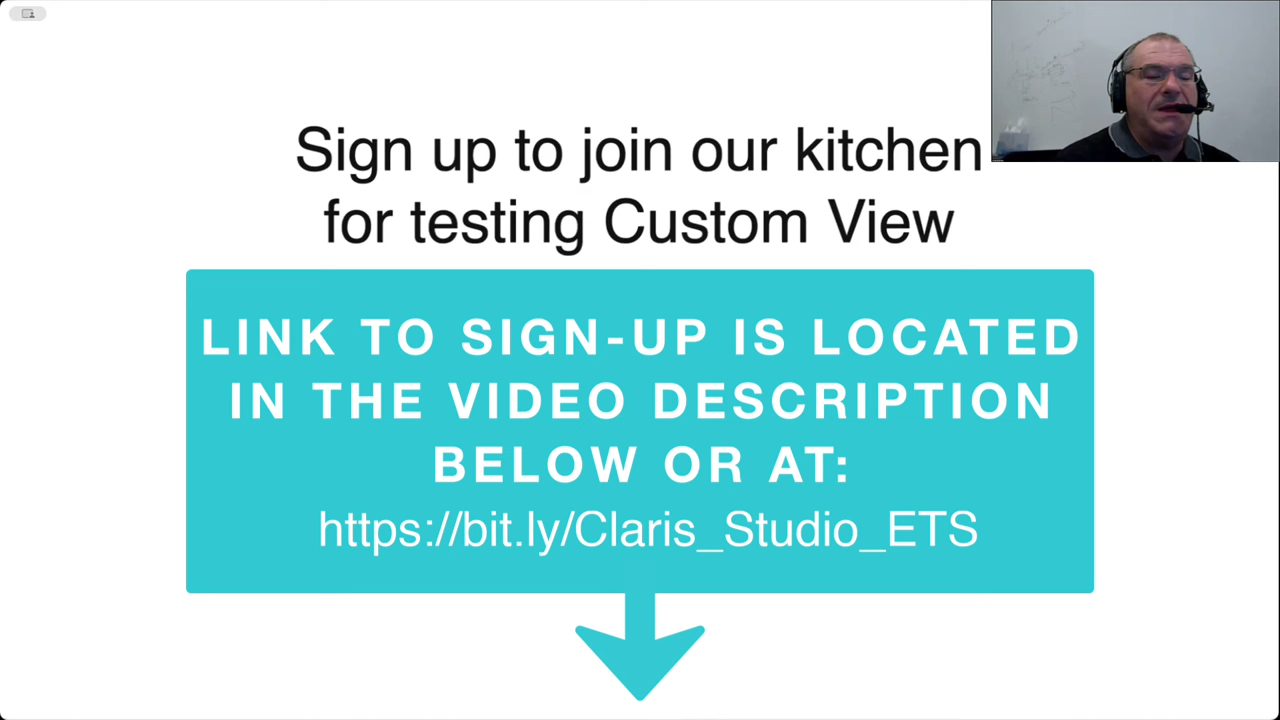 Sign up to join our kitchen
for testing Custom View
LINK TO SIGN-UP IS LOCATED
IN THE VIDEO DESCRIPTION
BELOW OR AT:
https://bit.ly/Claris_Studio_ETS